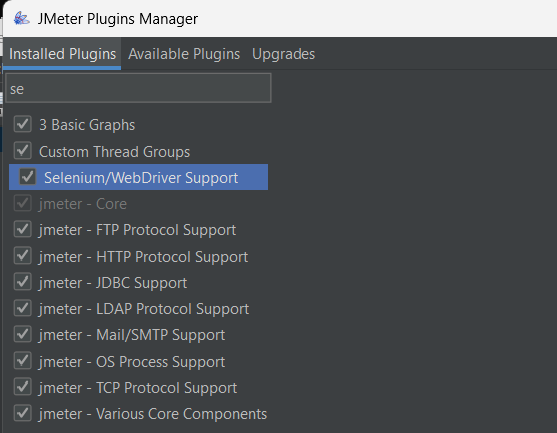 JMeter Plugins Manager
Installed Plugins Available Plugins Upgrades
se
3 Basic Graphs
Custom Thread Groups
Selenium/WebDriver Support
jmeter - Core
jmeter - FTP Protocol Support
jmeter - HTTP Protocol Support
jmeter - JDBC Support
jmeter - LDAP Protocol Support
jmeter - Mail/SMTP Support
jmeter - OS Process Support
jmeter - TCP Protocol Support
jmeter - Various Core Components